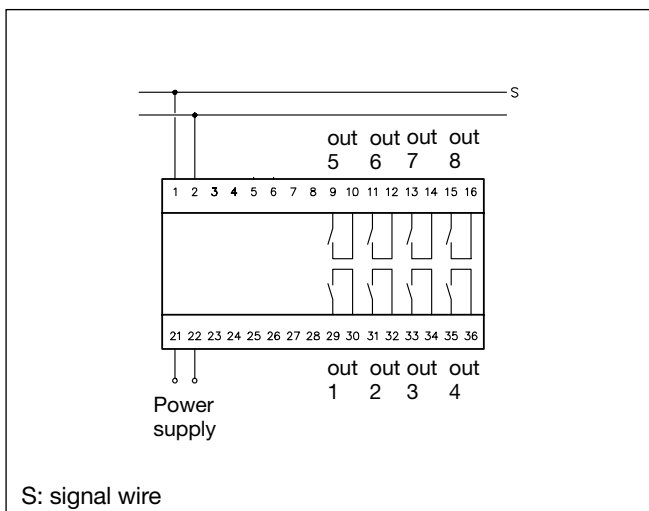 S
out out out out
5 6 7 8
1 2 3 4 5 6 7 8 9 10 11 12 13 14 15 16
21 22 23 24 25 26 27 28 29 30 31 32 33 34 35 36
out out out out
1 2 3 4
Power
supply
S: signal wire